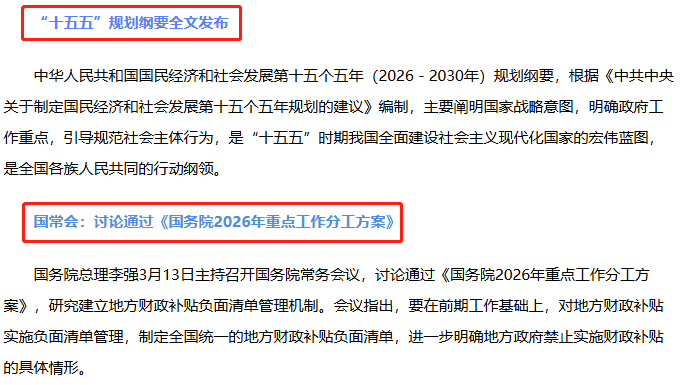 “十五五”规划纲要全文发布
中华人民共和国国民经济和社会发展第十五个五年（2026－2030年）规划纲要，根据《中共中央
关于制定国民经济和社会发展第十五个五年规划的建议》编制，主要阐明国家战略意图，明确政府工
作重点，引导规范社会主体行为，是“十五五”时期我国全面建设社会主义现代化国家的宏伟蓝图，
是全国各族人民共同的行动纲领。
国常会：讨论通过《国务院2026年重点工作分工方案》
国务院总理李强3月13日主持召开国务院常务会议，讨论通过《国务院2026年重点工作分工方
案》，研究建立地方财政补贴负面清单管理机制。会议指出，要在前期工作基础上，对地方财政补贴
实施负面清单管理，制定全国统一的地方财政补贴负面清单，进一步明确地方政府禁止实施财政补贴
的具体情形。